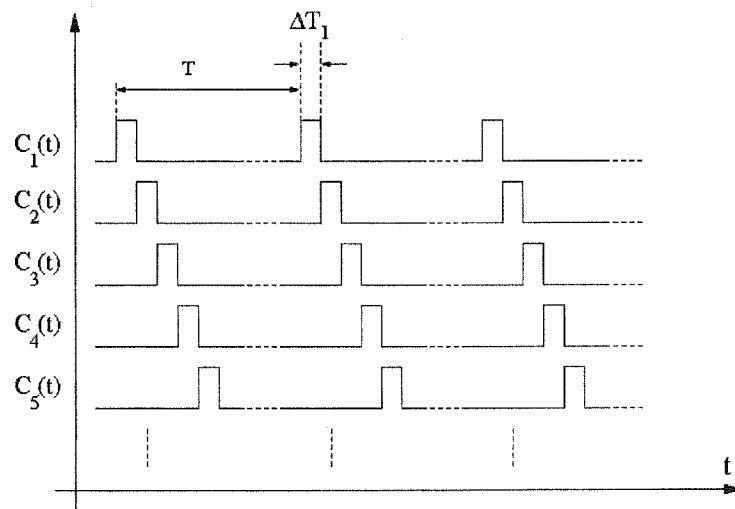 ΔT₁
T
C₁(t)
C₂(t)
C₃(t)
C₄(t)
C₅(t)
t